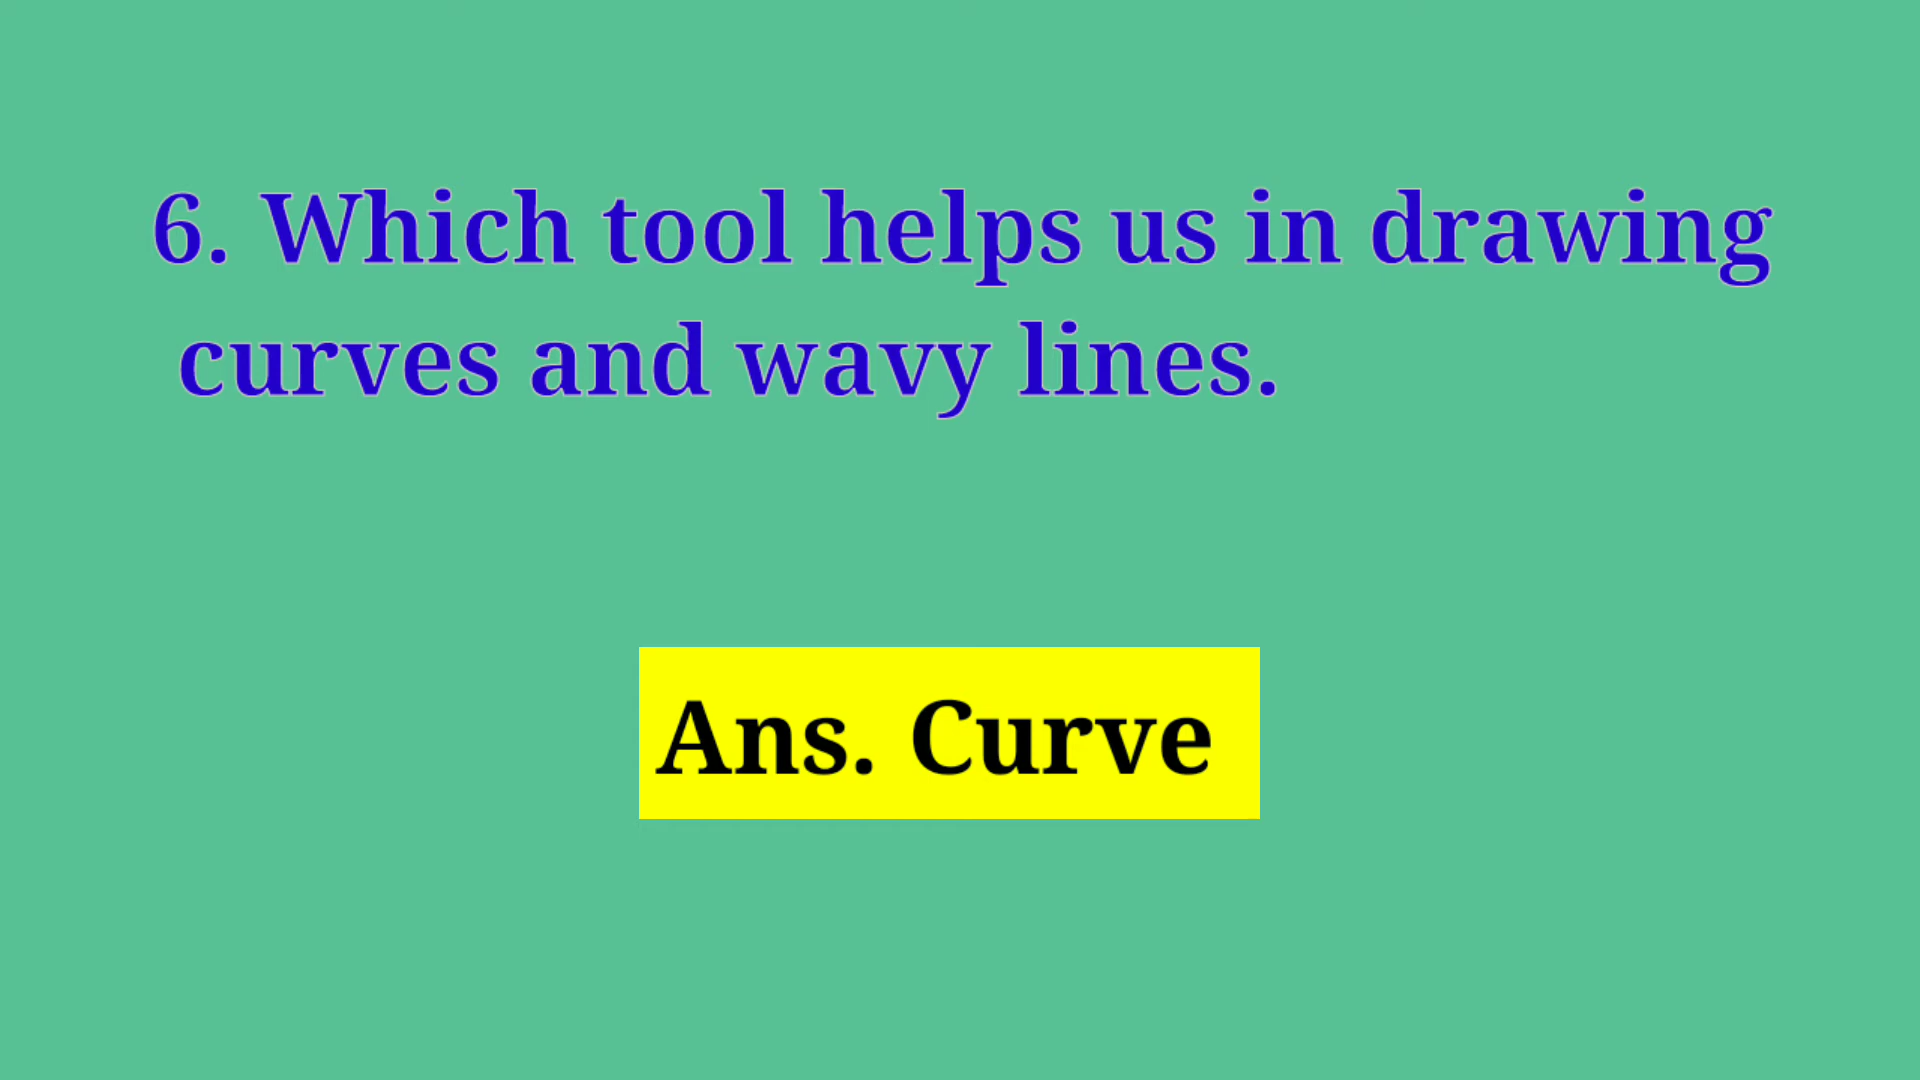 6. Which tool helps us in drawing
curves and wavy lines.
Ans. Curve